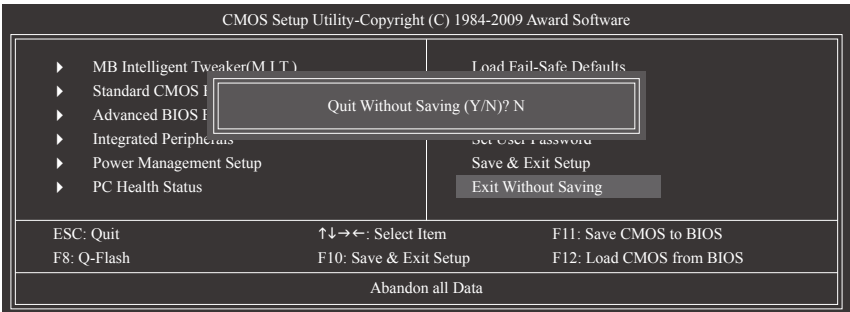 CMOS Setup Utility-Copyright (C) 1984-2009 Award Software
MB Intelligent Tweaker(M.I.T.)
Standard CMOS
Advanced BIOS
Integrated Peripherals
Power Management Setup
PC Health Status
Load Fail-Safe Defaults
Set User Password
Save & Exit Setup
Exit Without Saving
Quit Without Saving (Y/N)? N
ESC: Quit
↑↓→←: Select Item
F11: Save CMOS to BIOS
F8: Q-Flash
F10: Save & Exit Setup
F12: Load CMOS from BIOS
Abandon all Data